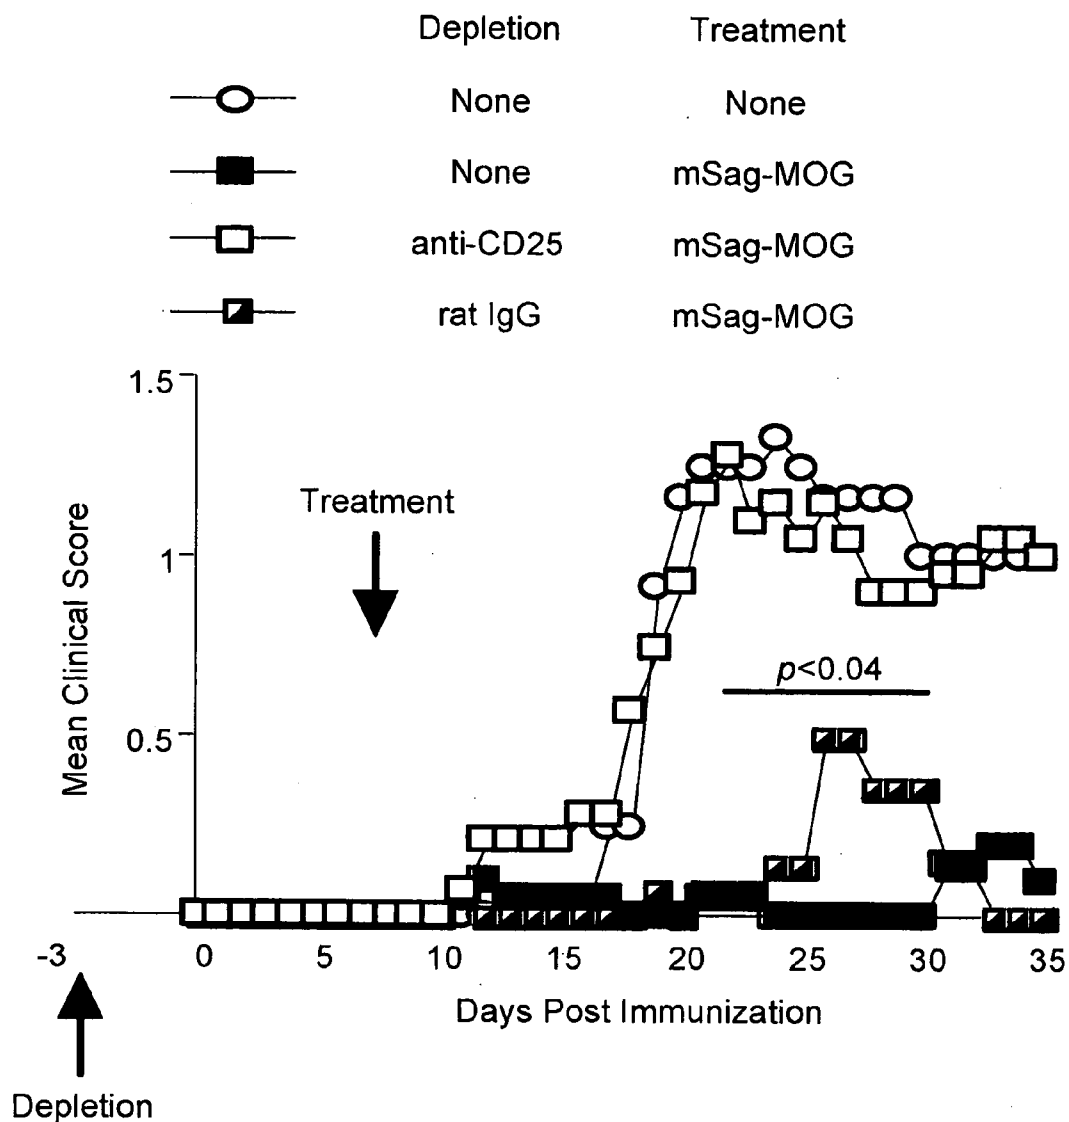 Depletion Treatment
None None
None mSag-MOG
anti-CD25 mSag-MOG
rat IgG mSag-MOG
1.5
Treatment
1
p<0.04
0.5
Mean Clinical Score
-3 0 5 10 15 20 25 30 35
Days Post Immunization
Depletion